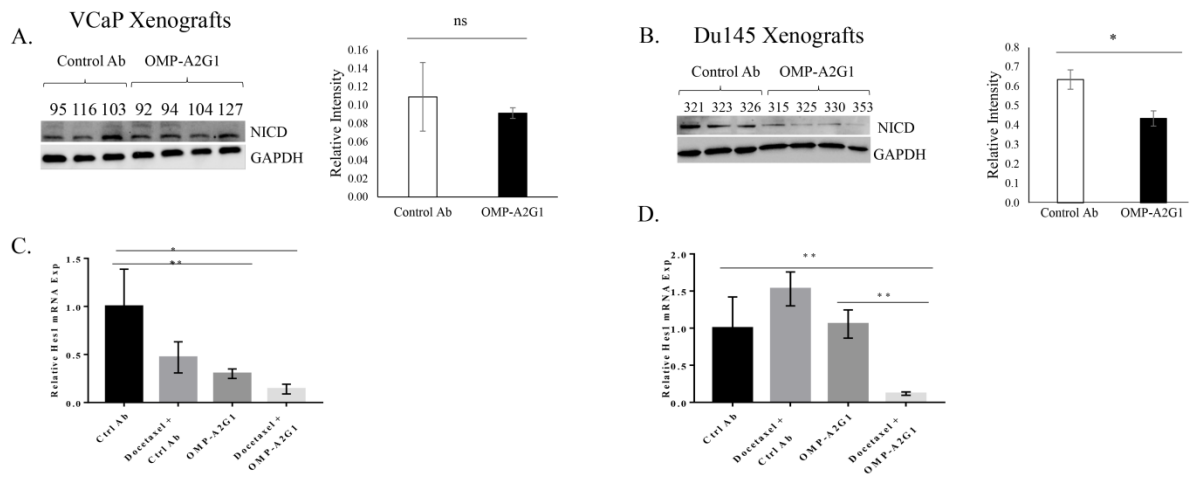 A.
VCaP Xenografts
Control Ab OMP-A2G1
95 116 103 92 94 104 127
NICD
GAPDH
ns
Relative Intensity
0.16
0.14
0.12
0.10
0.08
0.06
0.04
0.02
0.00
Control Ab OMP-A2G1
B.
Du145 Xenografts
Control Ab OMP-A2G1
321 323 326 315 325 330 353
NICD
GAPDH
*
Relative Intensity
0.8
0.7
0.6
0.5
0.4
0.3
0.2
0.1
0.0
Control Ab OMP-A2G1
C.
Relative Hes1 mRNA Exp
1.5
1.0
0.5
0.0
*
**
Ctrl Ab
Docetaxel +
Ctrl Ab
OMP-A2G1
Docetaxel +
OMP-A2G1
D.
Relative Hes1 mRNA Exp
2.0
1.5
1.0
0.5
0.0
**
**
Ctrl Ab
Docetaxel +
Ctrl Ab
OMP-A2G1
Docetaxel +
OMP-A2G1